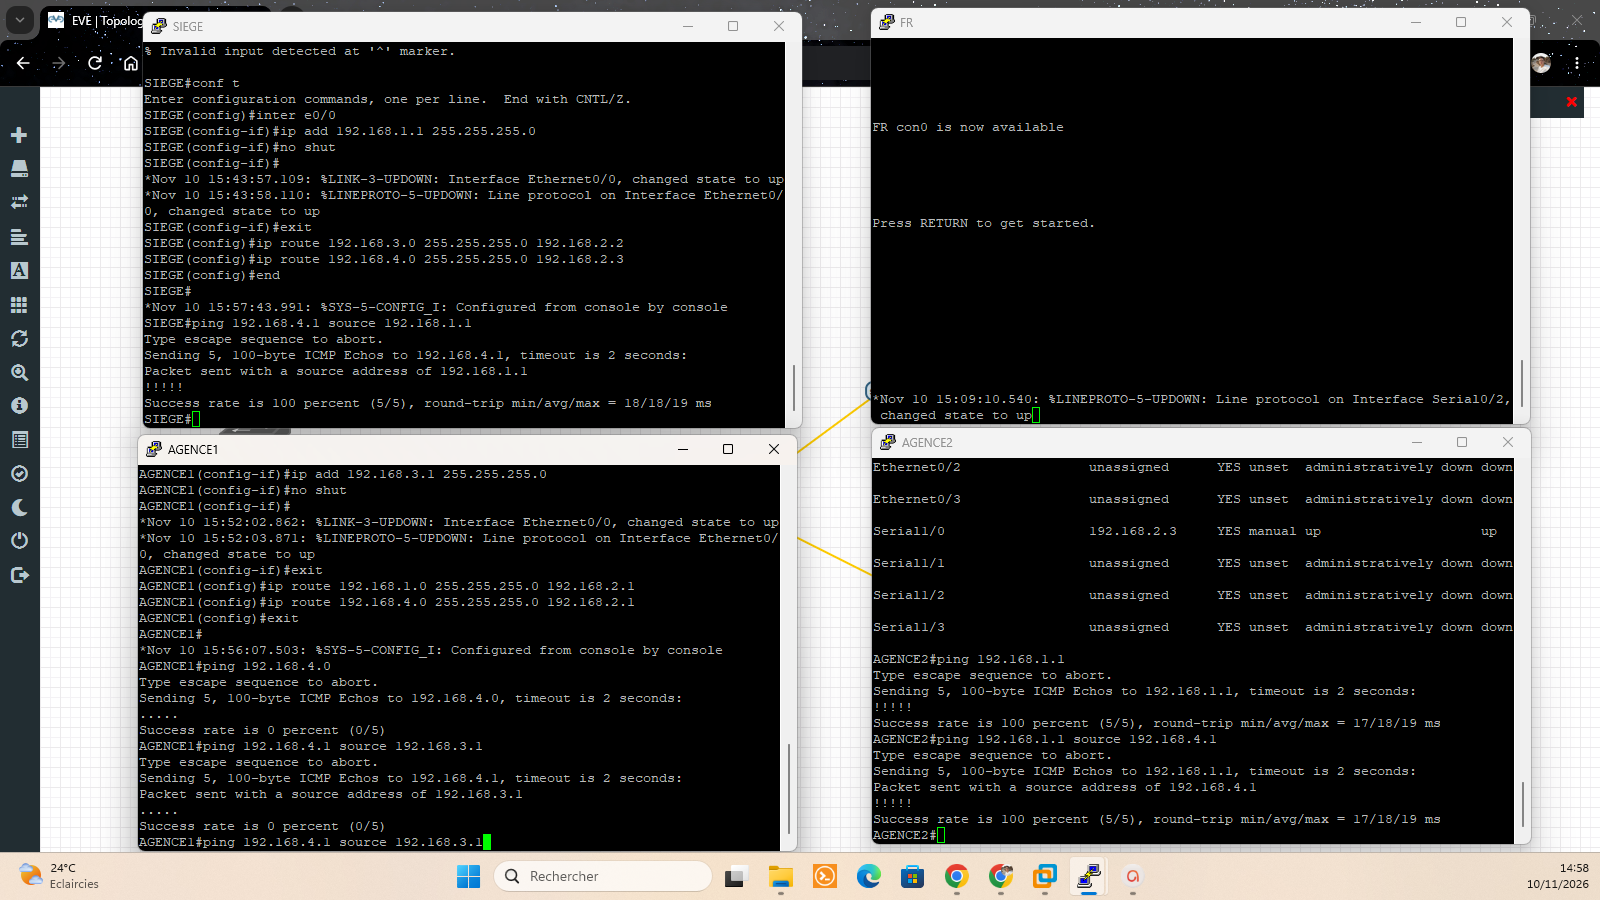 EVE | Topolog
SIEGE
% Invalid input detected at '^' marker.
SIEGE#conf t
Enter configuration commands, one per line.  End with CNTL/Z.
SIEGE(config)#inter e0/0
SIEGE(config-if)#ip add 192.168.1.1 255.255.255.0
SIEGE(config-if)#no shut
SIEGE(config-if)#
*Nov 10 15:43:57.109: %LINK-3-UPDOWN: Interface Ethernet0/0, changed state to up
*Nov 10 15:43:58.110: %LINEPROTO-5-UPDOWN: Line protocol on Interface Ethernet0/
0, changed state to up
SIEGE(config-if)#exit
SIEGE(config)#ip route 192.168.3.0 255.255.255.0 192.168.2.2
SIEGE(config)#ip route 192.168.4.0 255.255.255.0 192.168.2.3
SIEGE(config)#end
SIEGE#
*Nov 10 15:57:43.991: %SYS-5-CONFIG_I: Configured from console by console
SIEGE#ping 192.168.4.1 source 192.168.1.1
Type escape sequence to abort.
Sending 5, 100-byte ICMP Echos to 192.168.4.1, timeout is 2 seconds:
Packet sent with a source address of 192.168.1.1
!!!!!
Success rate is 100 percent (5/5), round-trip min/avg/max = 18/18/19 ms
SIEGE#
FR
FR con0 is now available
Press RETURN to get started.
*Nov 10 15:09:10.540: %LINEPROTO-5-UPDOWN: Line protocol on Interface Serial0/2,
changed state to up
AGENCE1
AGENCE1(config-if)#ip add 192.168.3.1 255.255.255.0
AGENCE1(config-if)#no shut
AGENCE1(config-if)#
*Nov 10 15:52:02.862: %LINK-3-UPDOWN: Interface Ethernet0/0, changed state to up
*Nov 10 15:52:03.871: %LINEPROTO-5-UPDOWN: Line protocol on Interface Ethernet0/
0, changed state to up
AGENCE1(config-if)#exit
AGENCE1(config)#ip route 192.168.1.0 255.255.255.0 192.168.2.1
AGENCE1(config)#ip route 192.168.4.0 255.255.255.0 192.168.2.1
AGENCE1(config)#exit
AGENCE1#
*Nov 10 15:56:07.503: %SYS-5-CONFIG_I: Configured from console by console
AGENCE1#ping 192.168.4.0
Type escape sequence to abort.
Sending 5, 100-byte ICMP Echos to 192.168.4.0, timeout is 2 seconds:
.....
Success rate is 0 percent (0/5)
AGENCE1#ping 192.168.4.1 source 192.168.3.1
Type escape sequence to abort.
Sending 5, 100-byte ICMP Echos to 192.168.4.1, timeout is 2 seconds:
Packet sent with a source address of 192.168.3.1
.....
Success rate is 0 percent (0/5)
AGENCE1#ping 192.168.4.1 source 192.168.3.1
AGENCE2
Ethernet0/2 unassigned YES unset administratively down down
Ethernet0/3 unassigned YES unset administratively down down
Serial1/0 192.168.2.3 YES manual up up
Serial1/1 unassigned YES unset administratively down down
Serial1/2 unassigned YES unset administratively down down
Serial1/3 unassigned YES unset administratively down down
AGENCE2#ping 192.168.1.1
Type escape sequence to abort.
Sending 5, 100-byte ICMP Echos to 192.168.1.1, timeout is 2 seconds:
!!!!!
Success rate is 100 percent (5/5), round-trip min/avg/max = 17/18/19 ms
AGENCE2#ping 192.168.1.1 source 192.168.4.1
Type escape sequence to abort.
Sending 5, 100-byte ICMP Echos to 192.168.1.1, timeout is 2 seconds:
Packet sent with a source address of 192.168.4.1
!!!!!
Success rate is 100 percent (5/5), round-trip min/avg/max = 17/18/19 ms
AGENCE2#
24°C
Eclaircies
Rechercher
14:58
10/11/2026